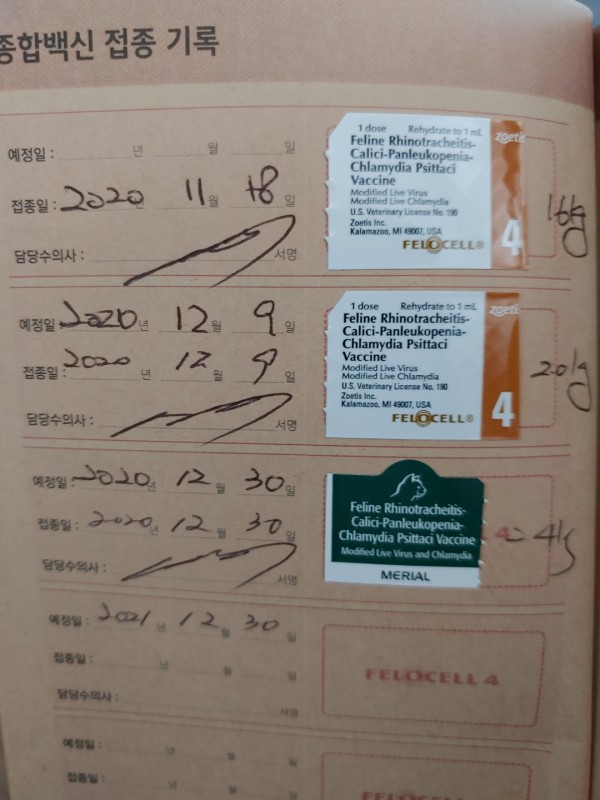 종합백신 접종 기록
예정일 : 년 월 일
접종일 : 2020 년 11 월 18 일
담당수의사 : 서명
1 dose Rehydrate to 1 mL
Feline Rhinotracheitis-
Calici-Panleukopenia-
Chlamydia Psittaci
Vaccine
Modified Live Virus
Modified Live Chlamydia
U.S. Veterinary License No. 190
Zoetis Inc.
Kalamazoo, MI 49007, USA
FELOCELL®
zoetis
4
예정일 2020 년 12 월 9 일
접종일 : 2020 년 12 월 9 일
담당수의사 : 서명
1 dose Rehydrate to 1 mL
Feline Rhinotracheitis-
Calici-Panleukopenia-
Chlamydia Psittaci
Vaccine
Modified Live Virus
Modified Live Chlamydia
U.S. Veterinary License No. 190
Zoetis Inc.
Kalamazoo, MI 49007, USA
FELOCELL®
zoetis
4
예정일 : 2020 년 12 월 30 일
접종일 : 2020 년 12 월 30 일
담당수의사 : 서명
Feline Rhinotracheitis-
Calici-Panleukopenia-
Chlamydia Psittaci Vaccine
Modified Live Virus and Chlamydia
MERIAL
예정일 : 2021 년 12 월 30 일
접종일 : 년 월 일
담당수의사 : 서명
FELOCELL 4
예정일 : 년 월 일
접종일 : 년 월 일